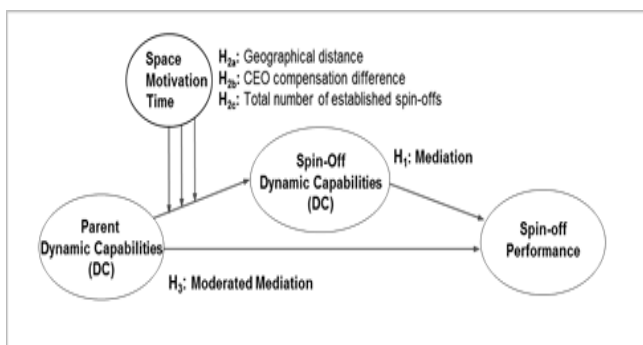 Space
Motivation
Time
H2a: Geographical distance
H2b: CEO compensation difference
H2c: Total number of established spin-offs
Spin-Off
Dynamic Capabilities
(DC)
H1: Mediation
Parent
Dynamic Capabilities
(DC)
Spin-off
Performance
H3: Moderated Mediation